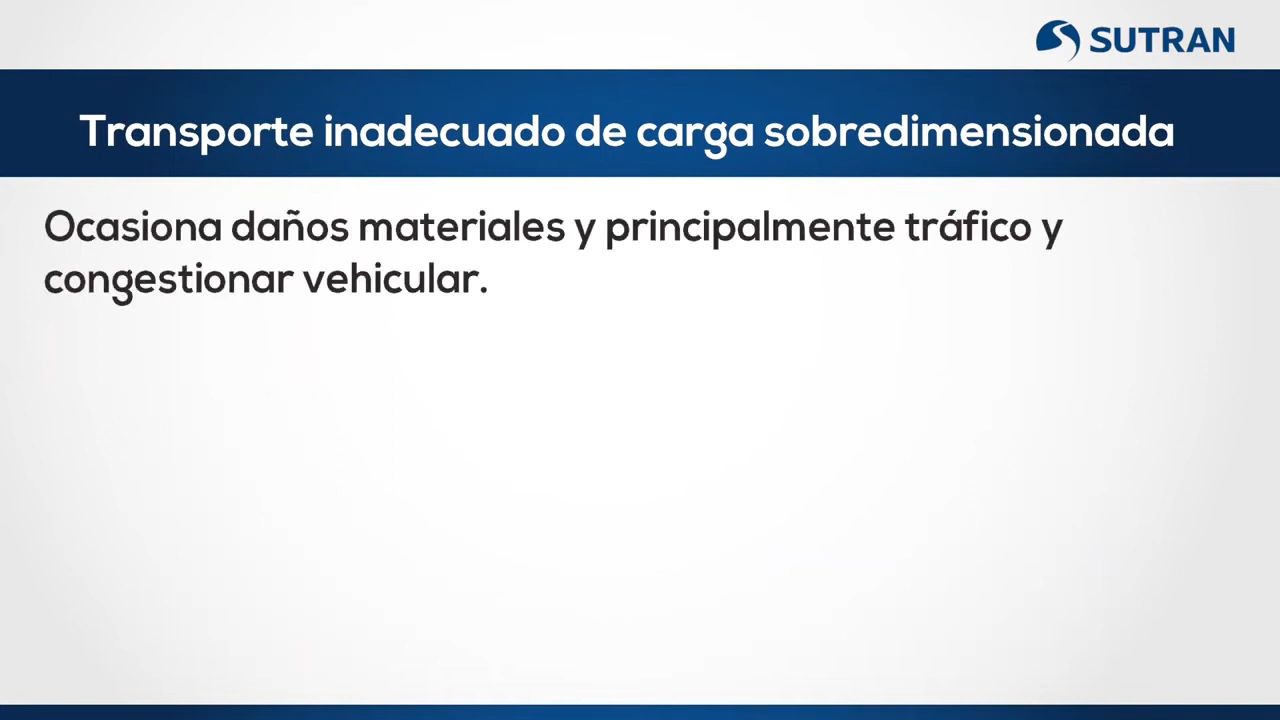 SUTRAN
Transporte inadecuado de carga sobredimensionada
Ocasiona daños materiales y principalmente tráfico y
congestionar vehicular.